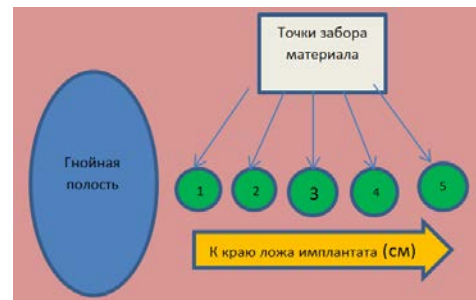 Точки забора
материала
Гнойная
полость
1 2 3 4 5
К краю ложа имплантата (см)